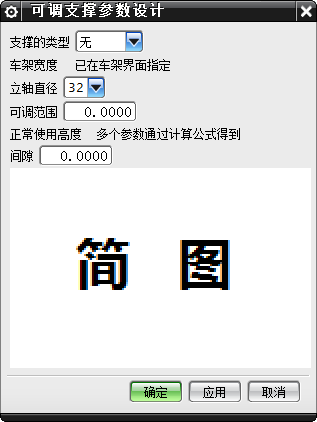 可调支撑参数设计
支撑的类型 无
车架宽度 已在车架界面指定
立轴直径 32
可调范围 0.0000
正常使用高度 多个参数通过计算公式得到
间隙 0.0000
简 图
确定 应用 取消